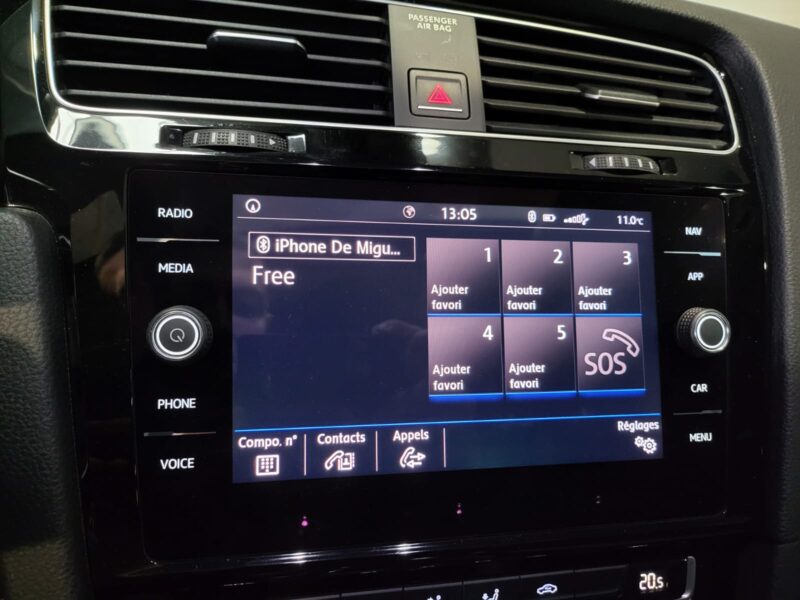 PASSENGER
AIR BAG
RADIO
MEDIA
PHONE
VOICE
13:05
11.0°C
iPhone De Migu...
Free
1
Ajouter
favori
2
Ajouter
favori
3
Ajouter
favori
4
Ajouter
favori
5
Ajouter
favori
SOS
Compo. n°
Contacts
Appels
Réglages
NAV
APP
CAR
MENU
20.5